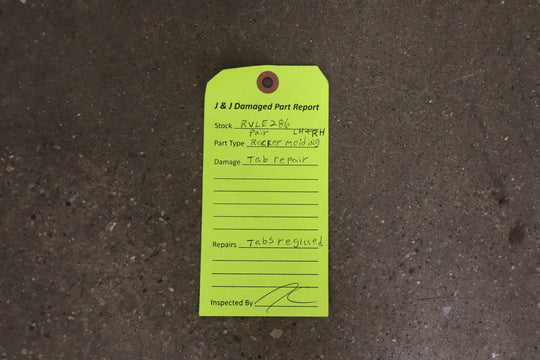 J & J Damaged Part Report
Stock RVLE286
Pair LH+RH
Part Type Rocker molding
Damage Tab repair
Repairs Tabs reglued
Inspected By